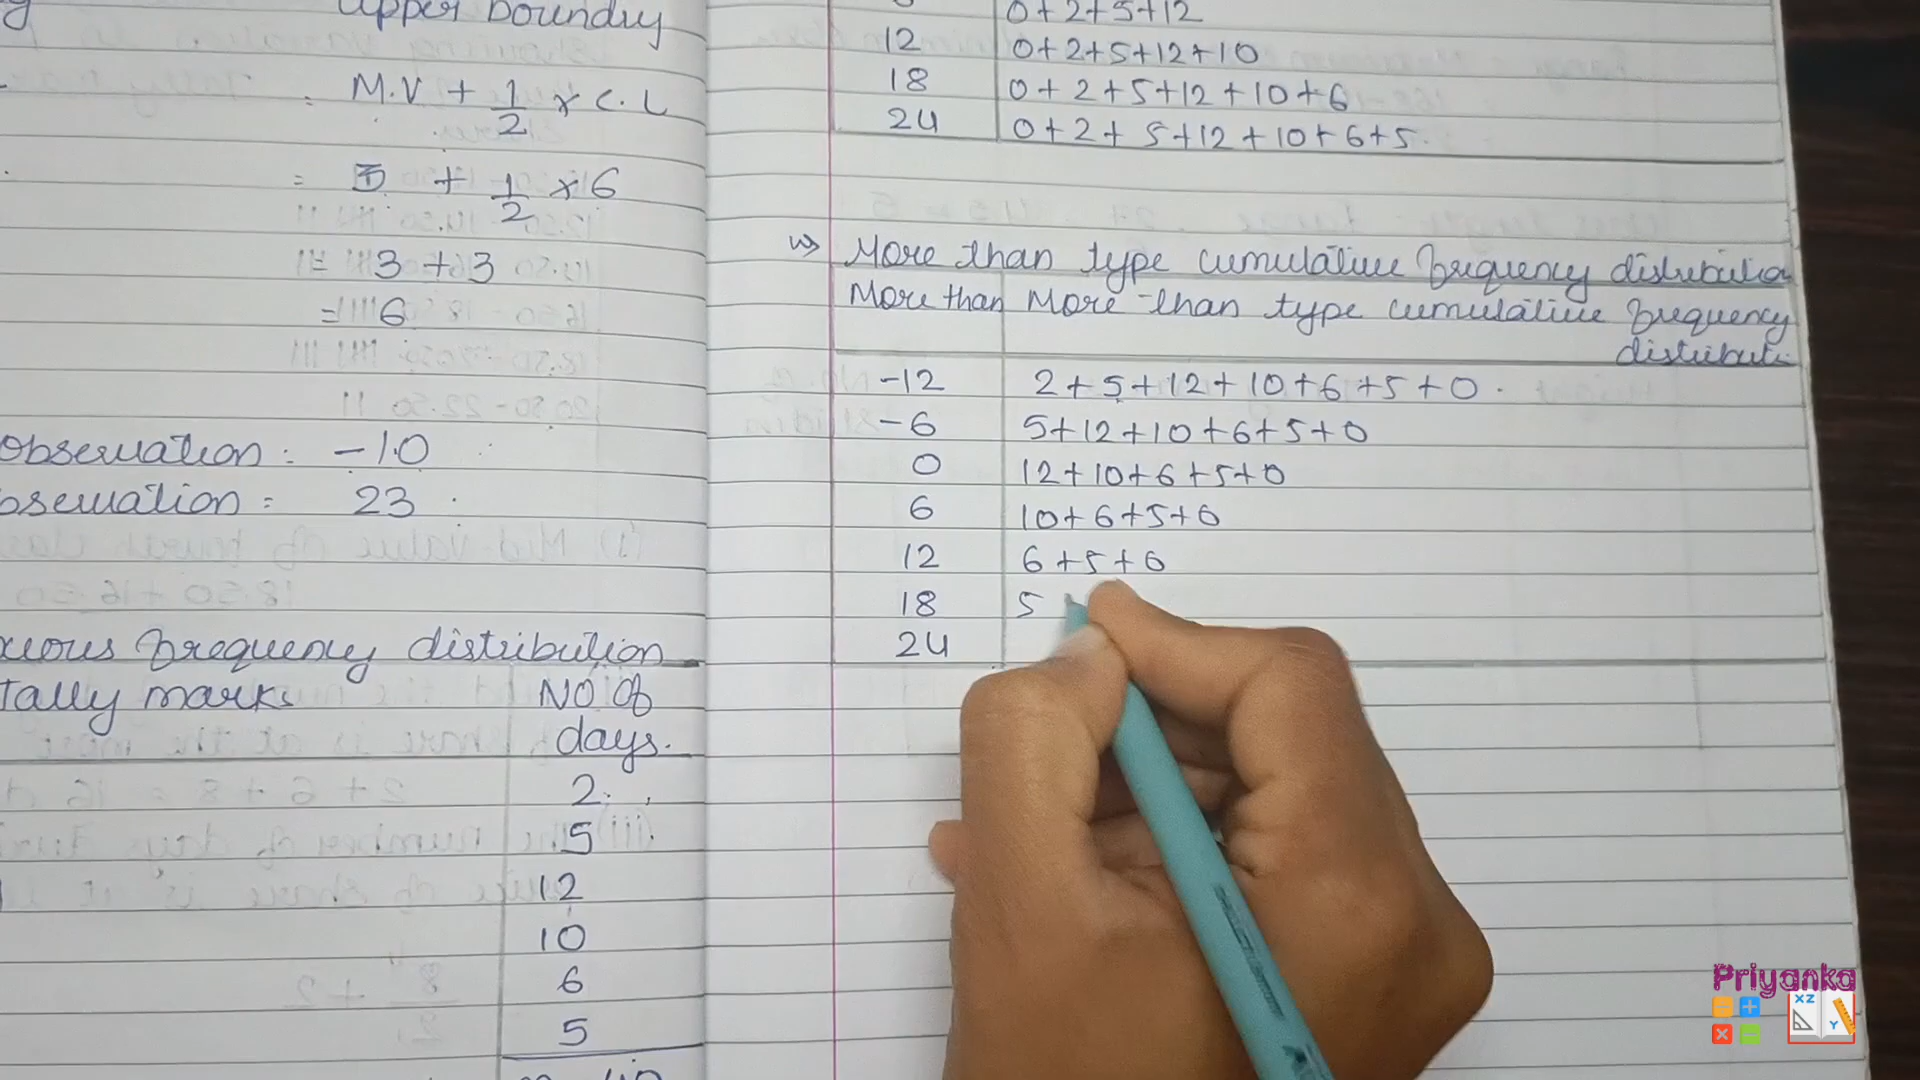 upper boundry
= M.V + 1/2 × C.L
= + 1/2 × 6
= 3 + 3
= 6
observation : -10
observation = 23
frequency distribution
Tally marks NO of
days.
2
5
12
10
6
5
0+2+5+12
12 0+2+5+12+10
18 0+2+5+12+10+6
24 0+2+5+12+10+6+5
More than type cumulative frequency distribution
More than More than type cumulative frequency
distributi
-12 2+5+12+10+6+5+0
-6 5+12+10+6+5+0
0 12+10+6+5+0
6 10+6+5+0
12 6+5+0
18 5
24
Priyanka
XZ
Y